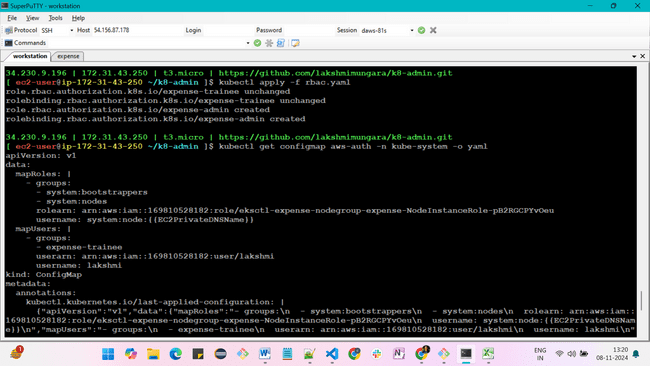 SuperPuTTY - workstation
File View Tools Help
Protocol SSH Host 54.156.87.178 Login Password Session daws-81s
Commands
workstation expense
34.230.9.196 | 172.31.43.250 | t3.micro | https://github.com/lakshmimungara/k8-admin.git
[ ec2-user@ip-172-31-43-250 ~/k8-admin ]$ kubectl apply -f rbac.yaml
role.rbac.authorization.k8s.io/expense-trainee unchanged
rolebinding.rbac.authorization.k8s.io/expense-trainee unchanged
role.rbac.authorization.k8s.io/expense-admin created
rolebinding.rbac.authorization.k8s.io/expense-admin created
34.230.9.196 | 172.31.43.250 | t3.micro | https://github.com/lakshmimungara/k8-admin.git
[ ec2-user@ip-172-31-43-250 ~/k8-admin ]$ kubectl get configmap aws-auth -n kube-system -o yaml
apiVersion: v1
data:
mapRoles: |
- groups:
- system:bootstrappers
- system:nodes
rolearn: arn:aws:iam::169810528182:role/eksctl-expense-nodegroup-expense-NodeInstanceRole-pB2RGCPYvOeu
username: system:node:{{EC2PrivateDNSName}}
mapUsers: |
- groups:
- expense-trainee
userarn: arn:aws:iam::169810528182:user/lakshmi
username: lakshmi
kind: ConfigMap
metadata:
annotations:
kubectl.kubernetes.io/last-applied-configuration: |
{"apiVersion":"v1","data":{"mapRoles":"- groups:\n  - system:bootstrappers\n  - system:nodes\n  rolearn: arn:aws:iam::
169810528182:role/eksctl-expense-nodegroup-expense-NodeInstanceRole-pB2RGCPYvOeu\n  username: system:node:{{EC2PrivateDNSNam
e}}\n","mapUsers":"- groups:\n  - expense-trainee\n  userarn: arn:aws:iam::169810528182:user/lakshmi\n  username: lakshmi\n"
ENG
IN
13:20
08-11-2024